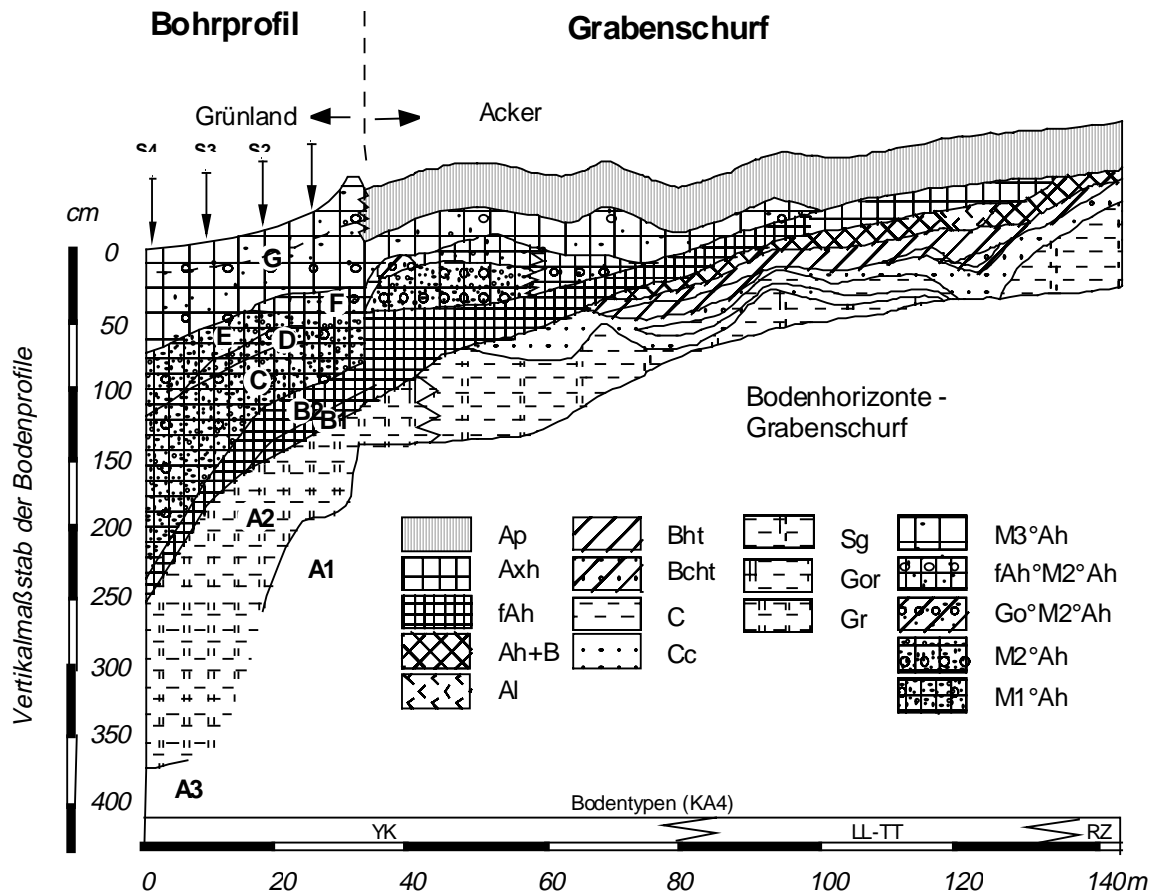 Bohrprofil
Grabenschurf
Grünland
Acker
S4 S3 S2
cm
0
50
100
150
200
250
300
350
400
Vertikalmaßstab der Bodenprofile
G
F
E
D
C
B2
B1
A2
A1
A3
Bodenhorizonte -
Grabenschurf
Ap
Axh
fAh
Ah+B
Al
Bht
Bcht
C
Cc
Sg
Gor
Gr
M3°Ah
fAh°M2°Ah
Go°M2°Ah
M2°Ah
M1°Ah
Bodentypen (KA4)
YK LL-TT RZ
0 20 40 60 80 100 120 140m